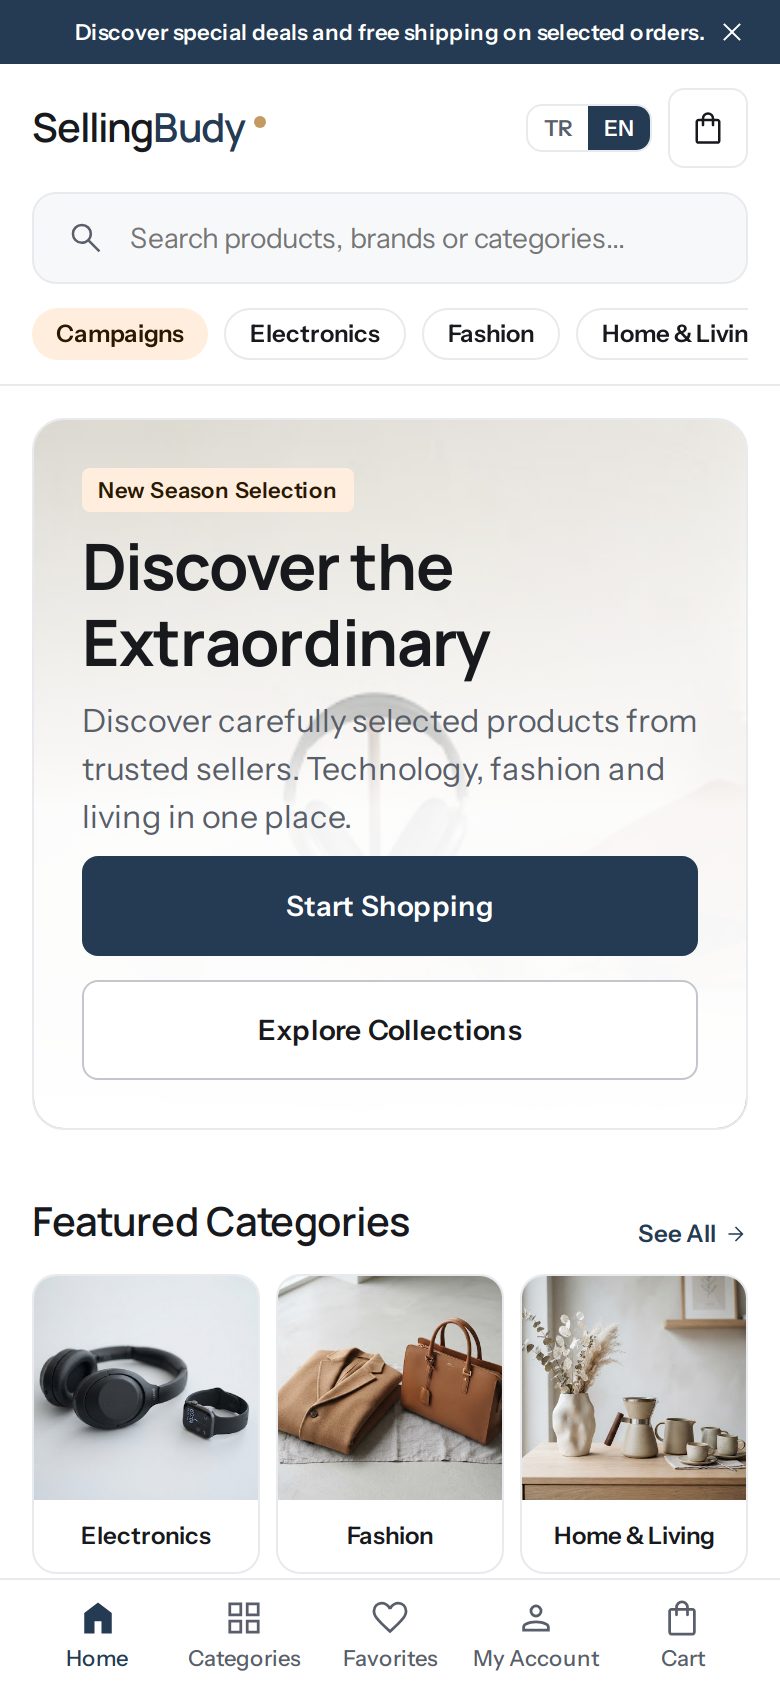 Discover special deals and free shipping on selected orders.
SellingBudy
TR EN
Search products, brands or categories...
Campaigns Electronics Fashion Home & Livin
New Season Selection
Discover the
Extraordinary
Discover carefully selected products from
trusted sellers. Technology, fashion and
living in one place.
Start Shopping
Explore Collections
Featured Categories
See All →
Electronics Fashion Home & Living
Home Categories Favorites My Account Cart